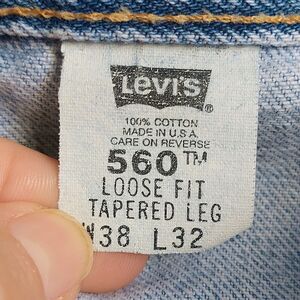 Levi's®
100% COTTON
MADE IN U.S.A.
CARE ON REVERSE
560™
LOOSE FIT
TAPERED LEG
W38 L32